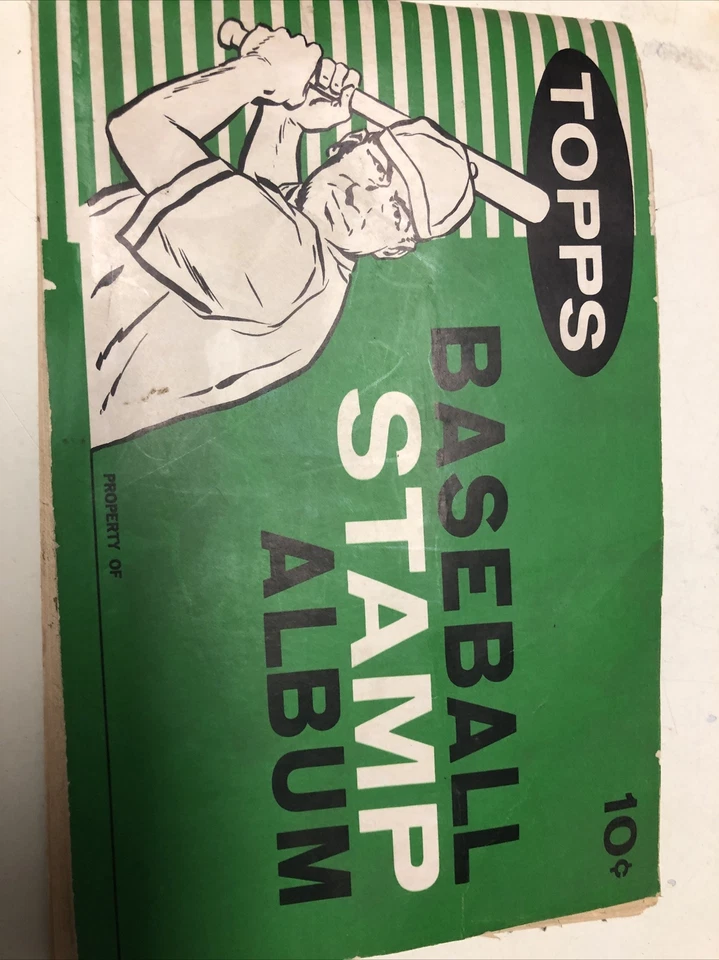 TOPPS
10¢
BASEBALL
STAMP
ALBUM
PROPERTY OF